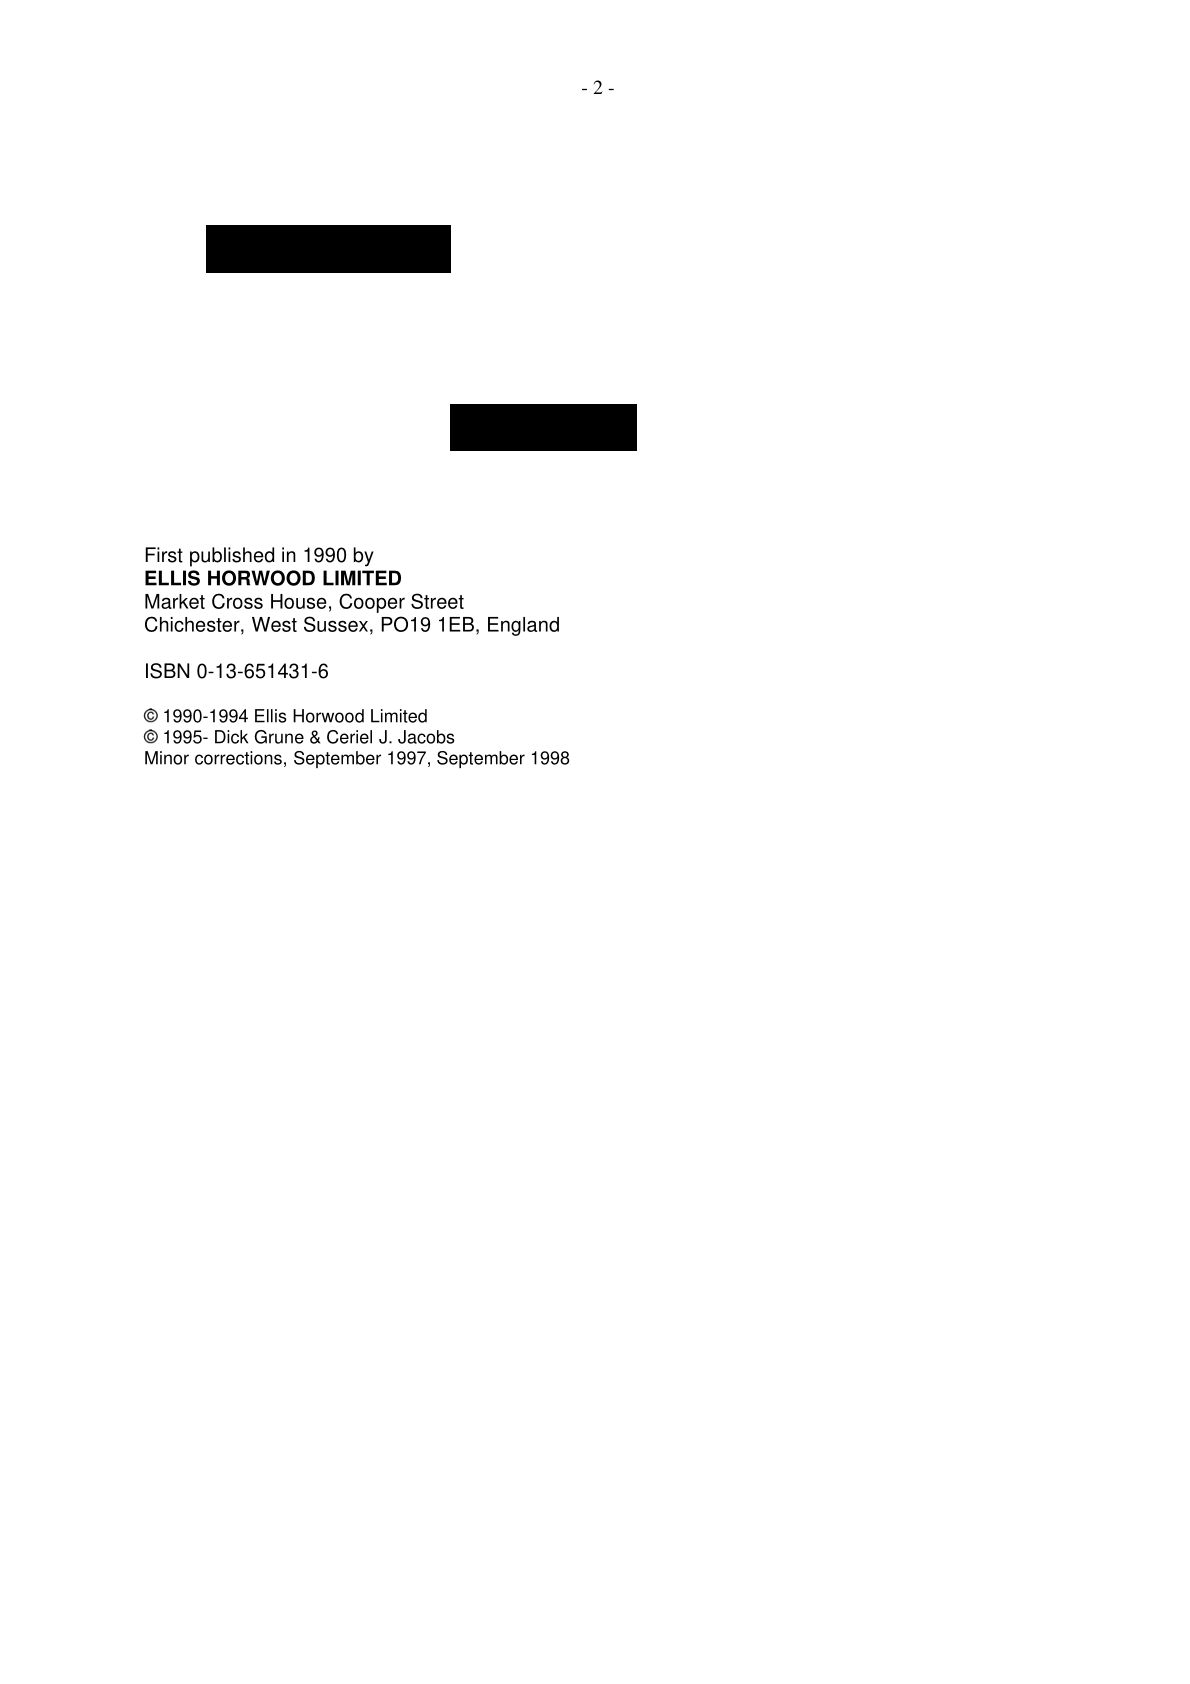 - 2 -
First published in 1990 by
ELLIS HORWOOD LIMITED
Market Cross House, Cooper Street
Chichester, West Sussex, PO19 1EB, England
ISBN 0-13-651431-6
© 1990-1994 Ellis Horwood Limited
© 1995- Dick Grune & Ceriel J. Jacobs
Minor corrections, September 1997, September 1998